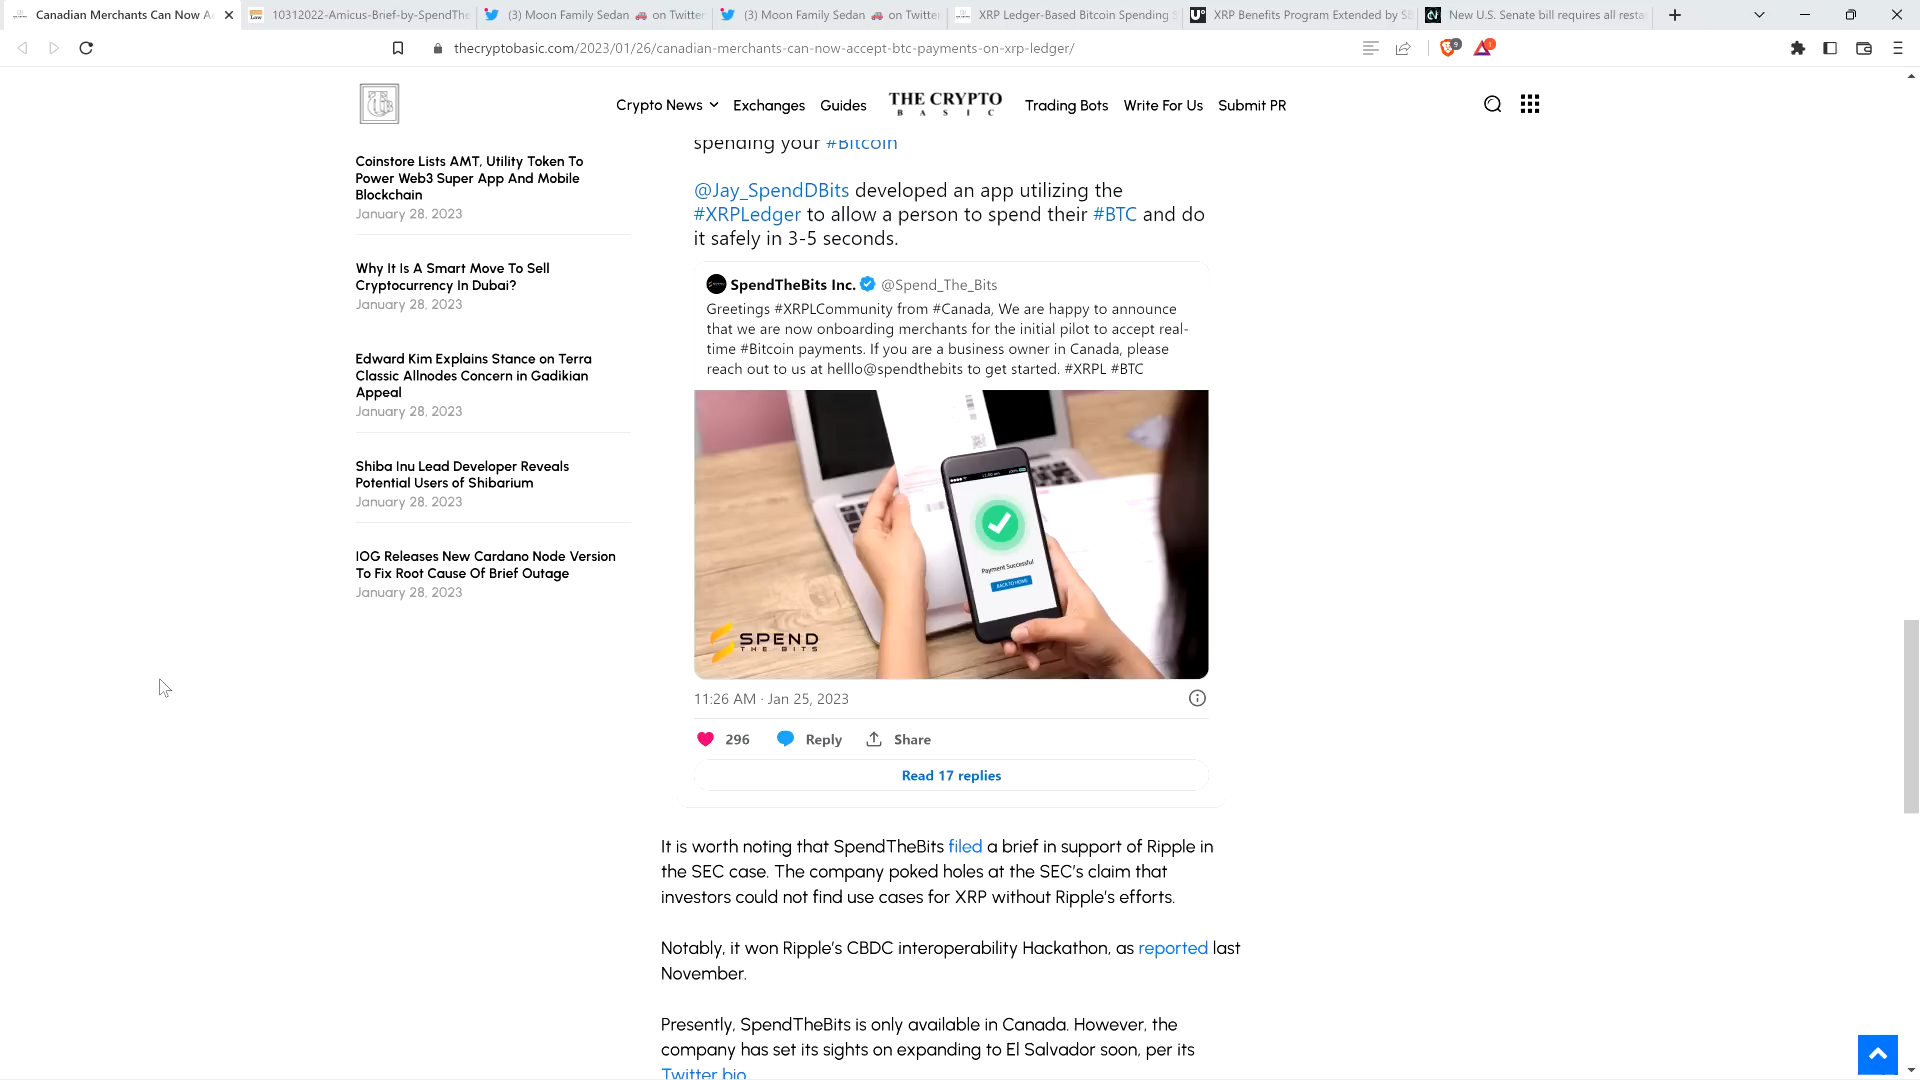 Canadian Merchants Can Now A
10312022-Amicus-Brief-by-SpendThe
(3) Moon Family Sedan 🚗 on Twitter
(3) Moon Family Sedan 🚗 on Twitter
XRP Ledger-Based Bitcoin Spending S
XRP Benefits Program Extended by SB
New U.S. Senate bill requires all resta
thecryptobasic.com/2023/01/26/canadian-merchants-can-now-accept-btc-payments-on-xrp-ledger/
Crypto News
Exchanges
Guides
THE CRYPTO
BASIC
Trading Bots
Write For Us
Submit PR
Coinstore Lists AMT, Utility Token To
Power Web3 Super App And Mobile
Blockchain
January 28, 2023
Why It Is A Smart Move To Sell
Cryptocurrency In Dubai?
January 28, 2023
Edward Kim Explains Stance on Terra
Classic Allnodes Concern in Gadikian
Appeal
January 28, 2023
Shiba Inu Lead Developer Reveals
Potential Users of Shibarium
January 28, 2023
IOG Releases New Cardano Node Version
To Fix Root Cause Of Brief Outage
January 28, 2023
spending your #Bitcoin
@Jay_SpendDBits developed an app utilizing the
#XRPLedger to allow a person to spend their #BTC and do
it safely in 3-5 seconds.
SpendTheBits Inc. @Spend_The_Bits
Greetings #XRPLCommunity from #Canada, We are happy to announce
that we are now onboarding merchants for the initial pilot to accept real-
time #Bitcoin payments. If you are a business owner in Canada, please
reach out to us at helllo@spendthebits to get started. #XRPL #BTC
Payment Successful
BACK TO HOME
SPEND
THE BITS
11:26 AM · Jan 25, 2023
296
Reply
Share
Read 17 replies
It is worth noting that SpendTheBits filed a brief in support of Ripple in
the SEC case. The company poked holes at the SEC's claim that
investors could not find use cases for XRP without Ripple's efforts.
Notably, it won Ripple's CBDC interoperability Hackathon, as reported last
November.
Presently, SpendTheBits is only available in Canada. However, the
company has set its sights on expanding to El Salvador soon, per its
Twitter bio.